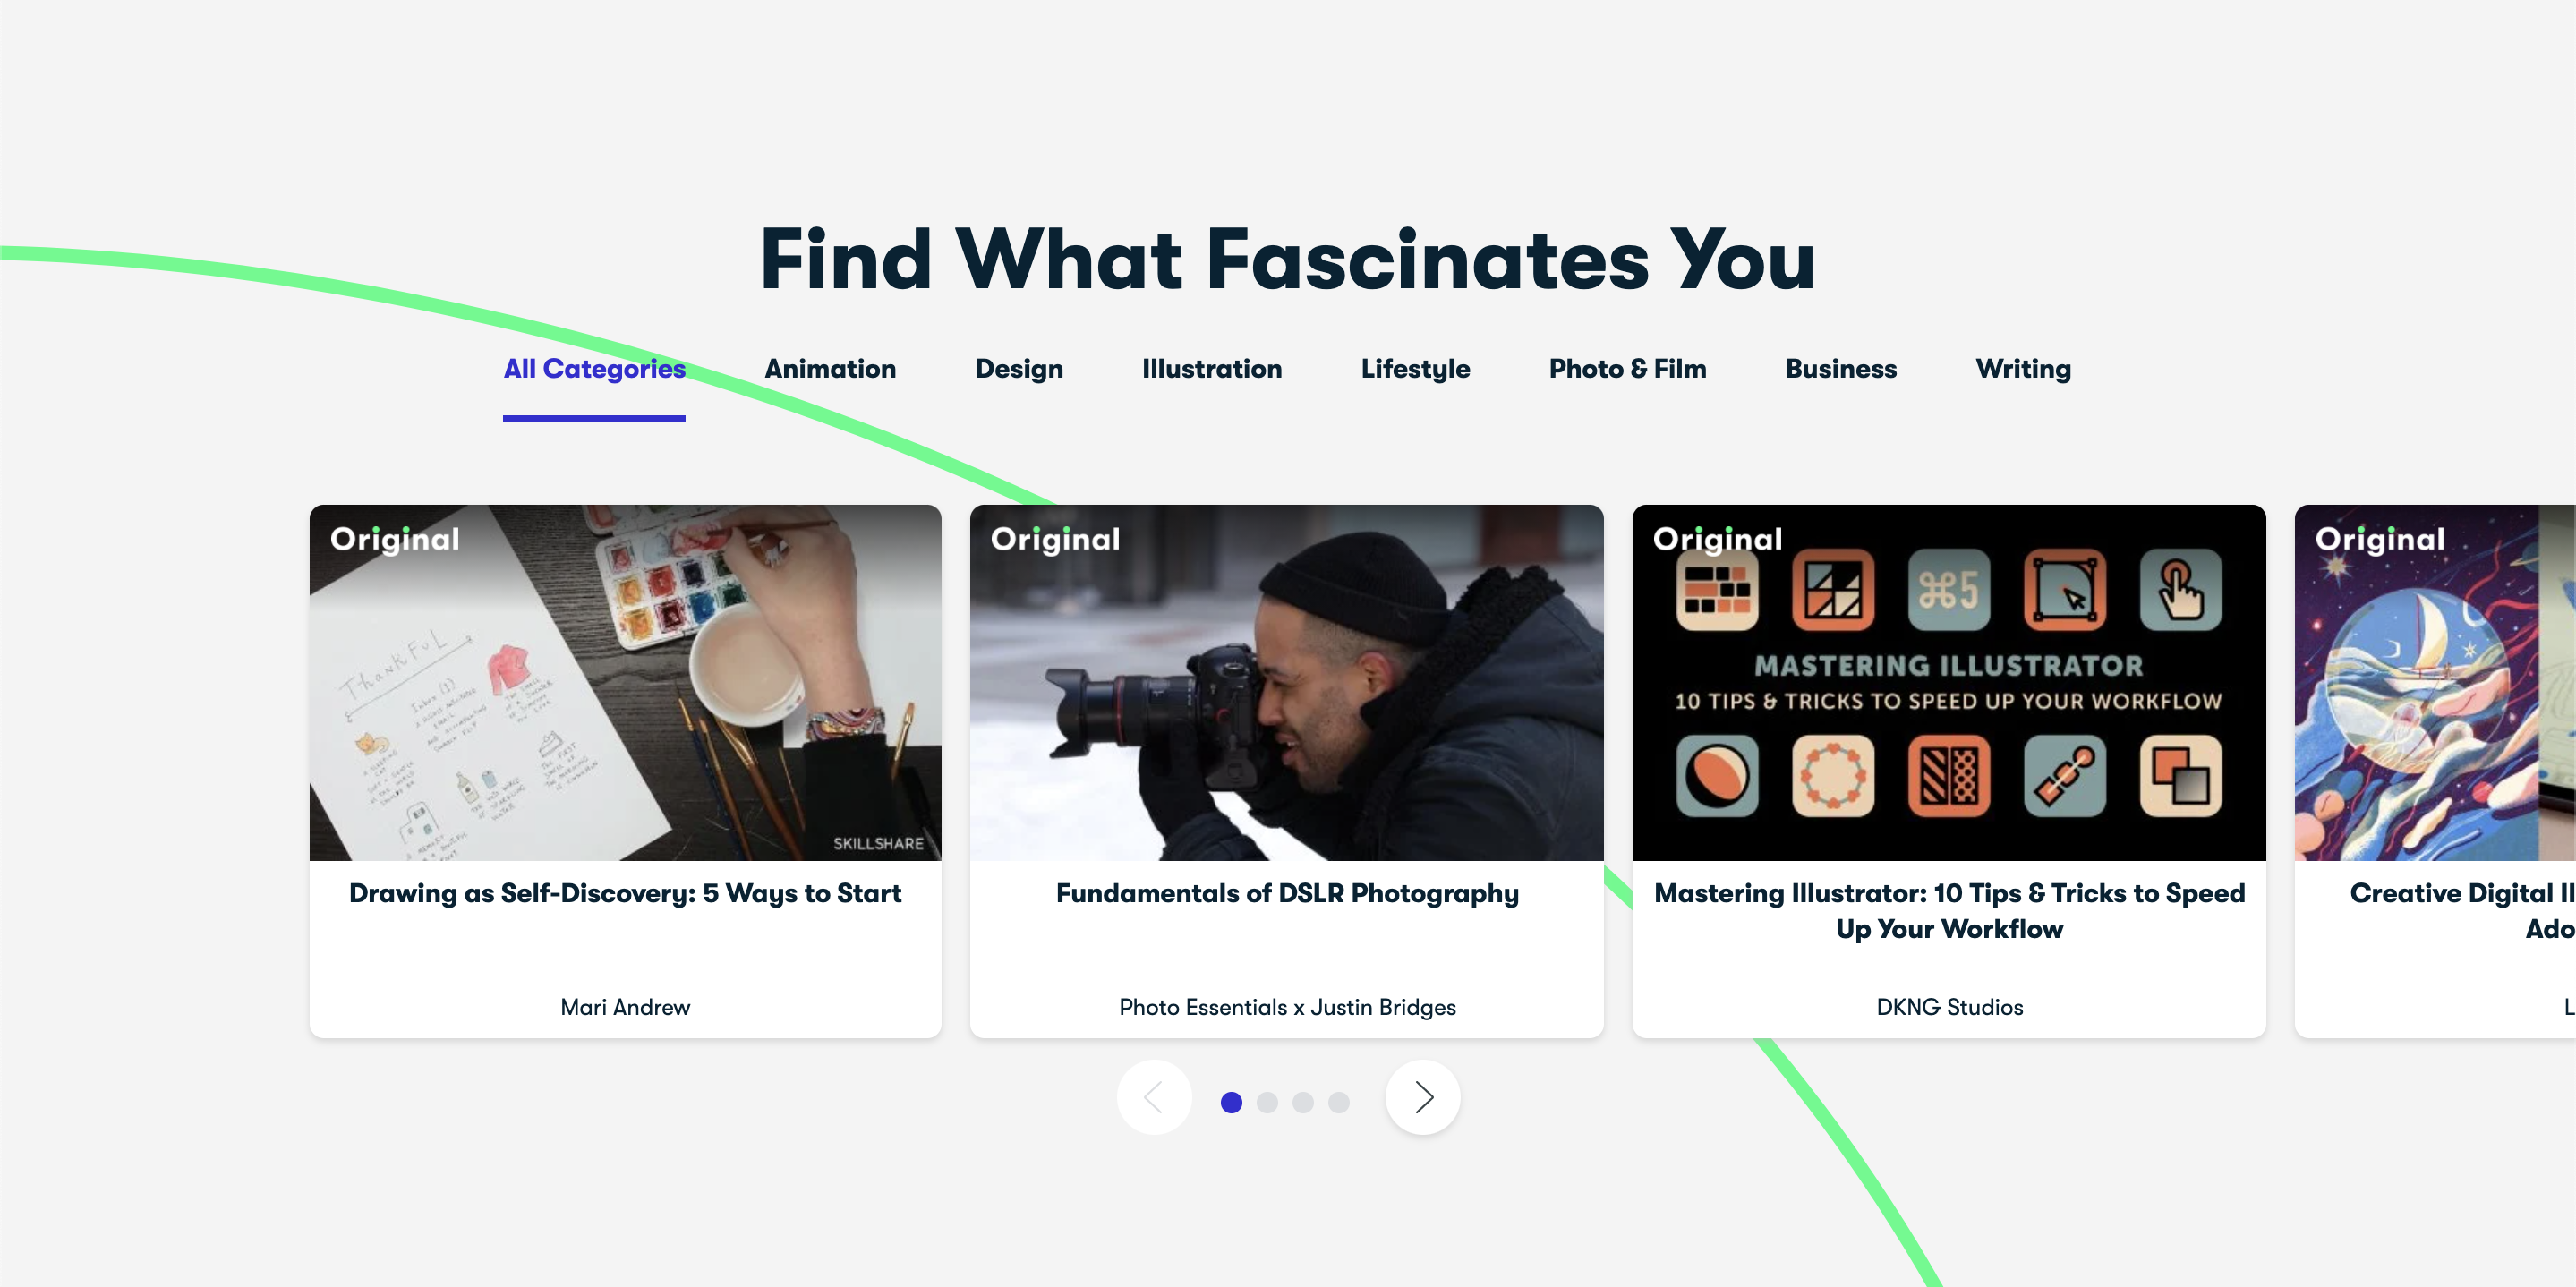 Find What Fascinates You
All Categories Animation Design Illustration Lifestyle Photo & Film Business Writing
Original
THANKFUL
SKILLSHARE
Drawing as Self-Discovery: 5 Ways to Start
Mari Andrew
Original
Fundamentals of DSLR Photography
Photo Essentials x Justin Bridges
Original
⌘5
MASTERING ILLUSTRATOR
10 TIPS & TRICKS TO SPEED UP YOUR WORKFLOW
Mastering Illustrator: 10 Tips & Tricks to Speed
Up Your Workflow
DKNG Studios
Original
Creative Digital Il
Ado
L